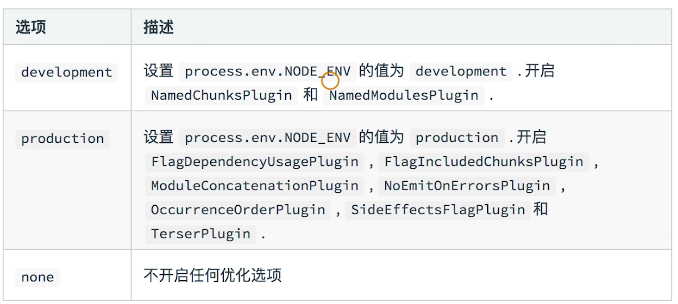 选项 描述
development 设置 process.env.NODE_ENV 的值为 development .开启
NamedChunksPlugin 和 NamedModulesPlugin .
production 设置 process.env.NODE_ENV 的值为 production .开启
FlagDependencyUsagePlugin , FlagIncludedChunksPlugin ,
ModuleConcatenationPlugin , NoEmitOnErrorsPlugin ,
OccurrenceOrderPlugin , SideEffectsFlagPlugin 和
TerserPlugin .
none 不开启任何优化选项